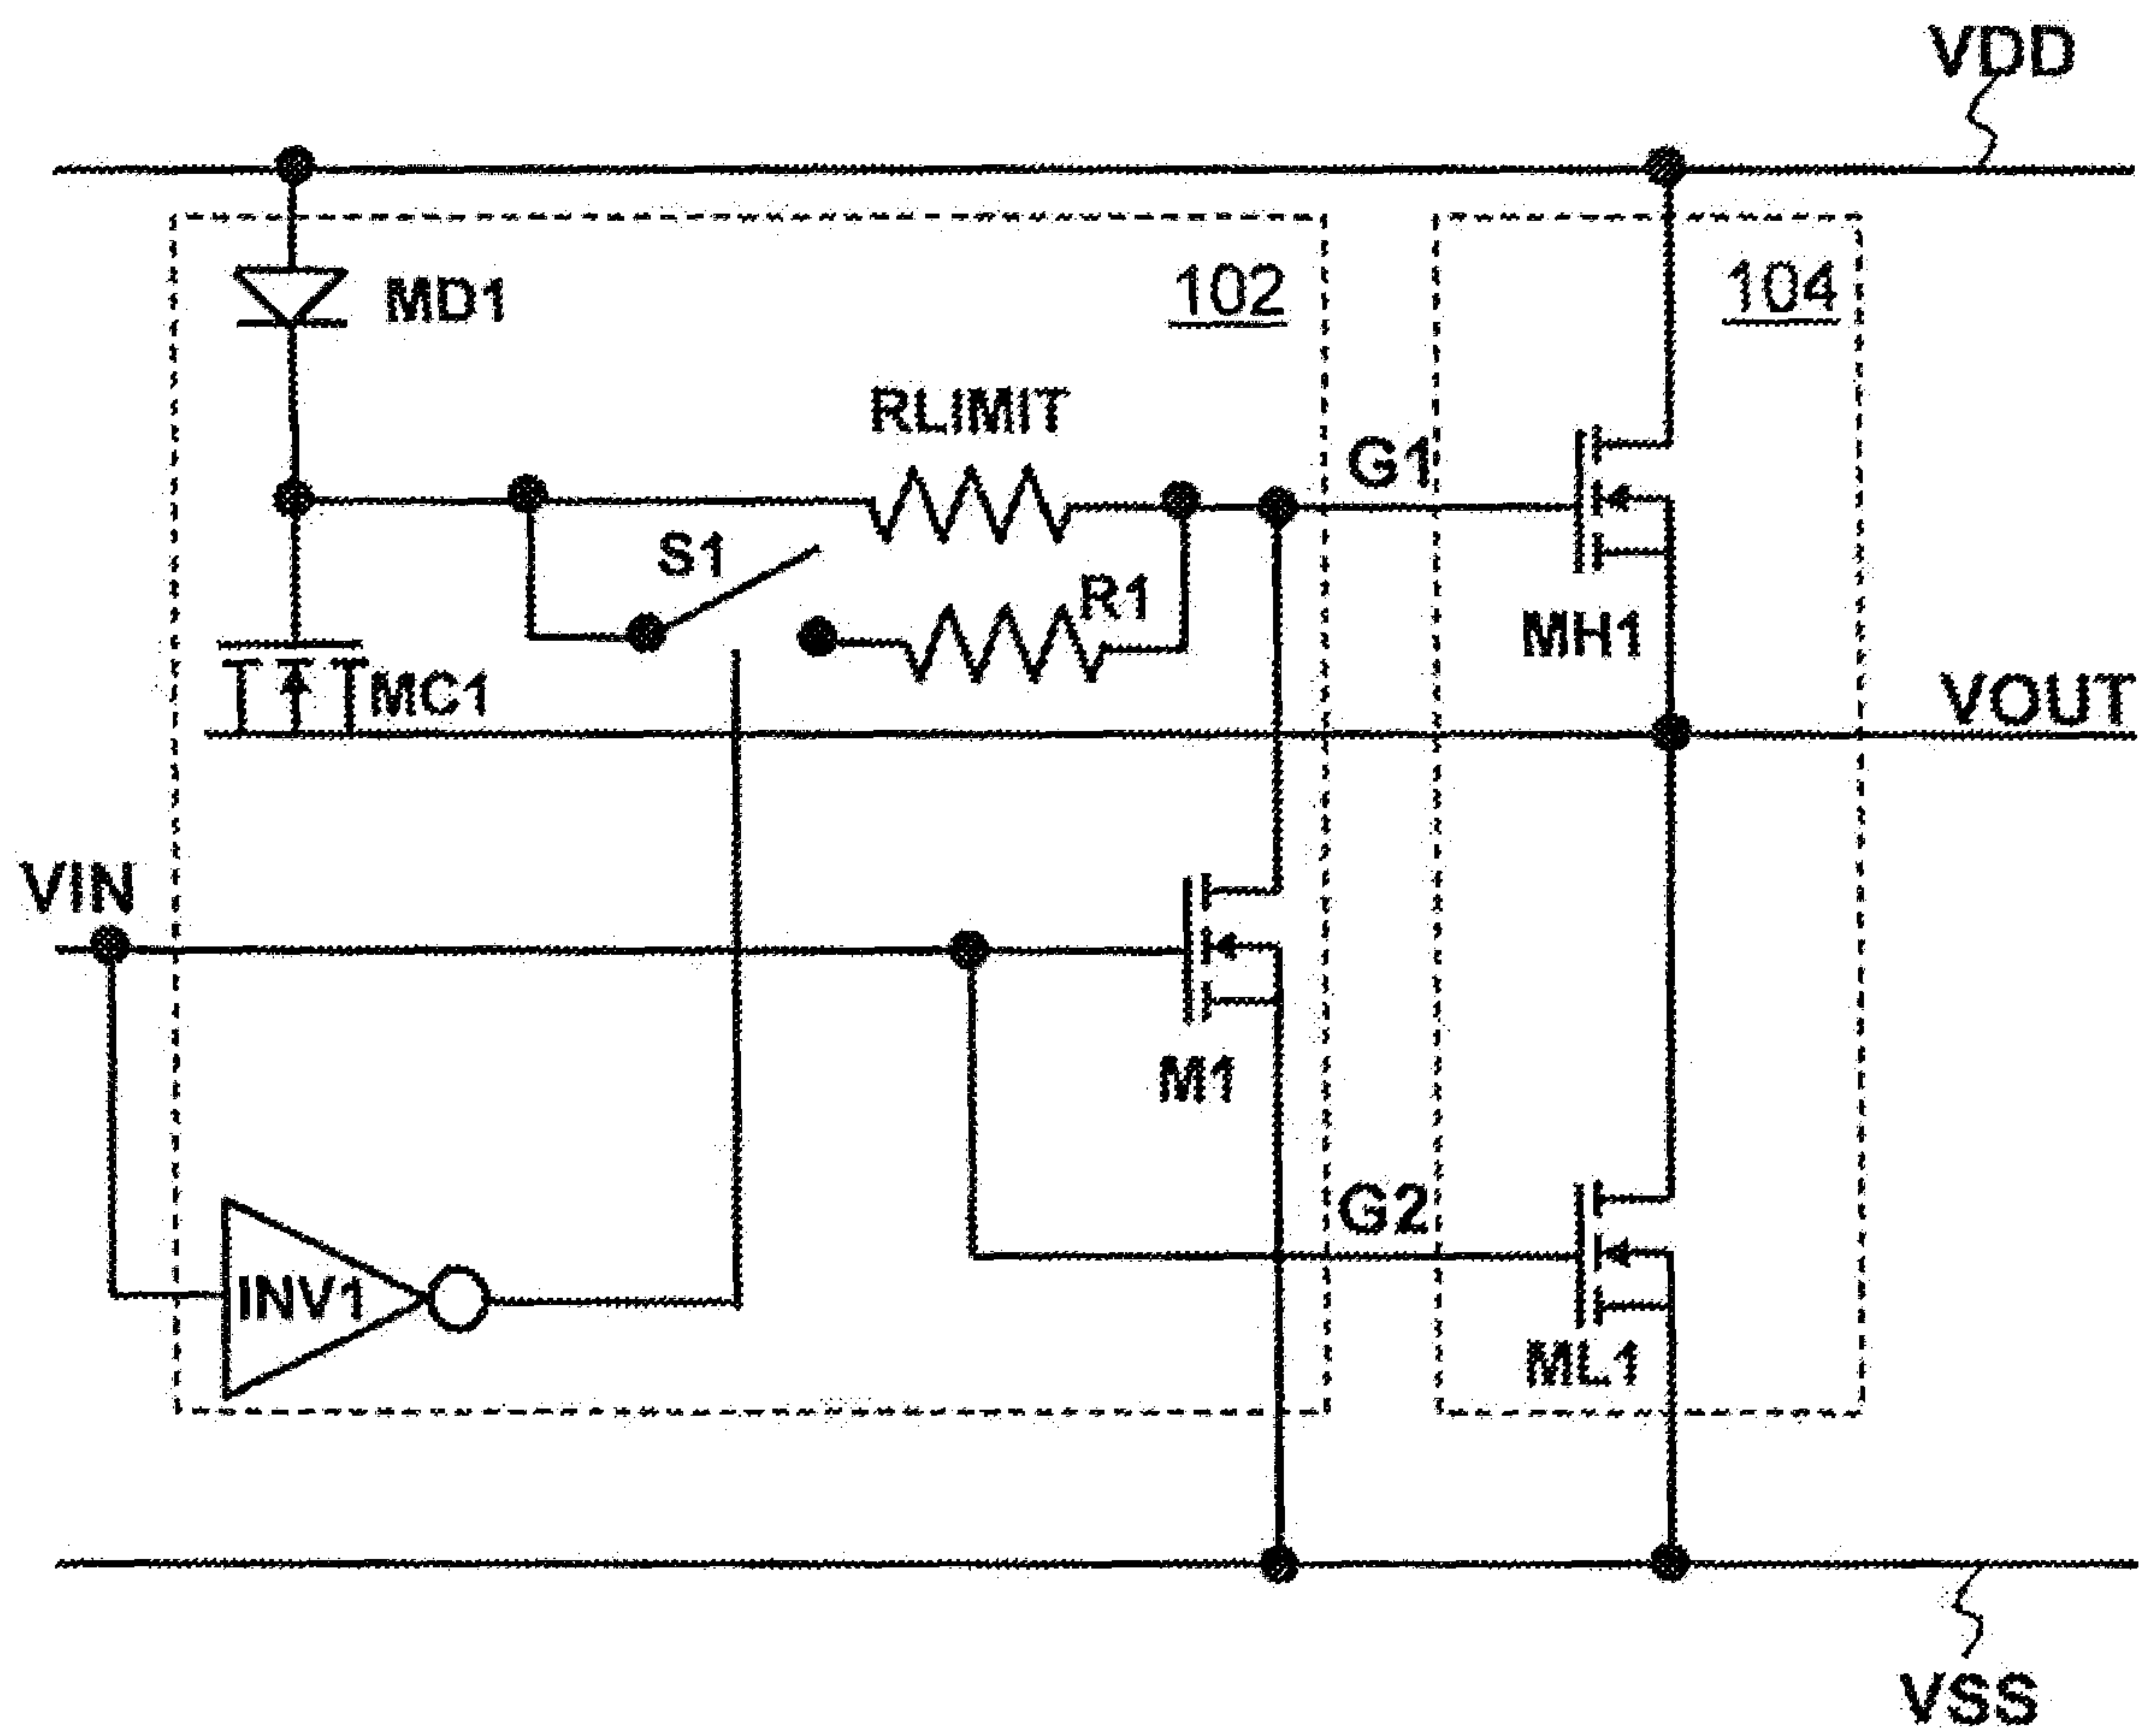 VDD
102
104
MD1
RLIMIT
G1
S1
R1
MH1
MC1
VOUT
VIN
M1
G2
INV1
ML1
VSS